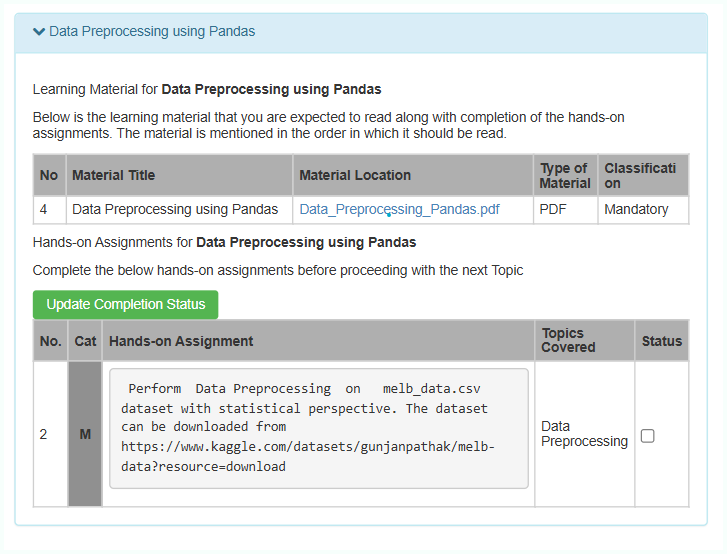 Data Preprocessing using Pandas
Learning Material for Data Preprocessing using Pandas
Below is the learning material that you are expected to read along with completion of the hands-on
assignments. The material is mentioned in the order in which it should be read.
No Material Title Material Location Type of Material Classificati on
4 Data Preprocessing using Pandas Data_Preprocessing_Pandas.pdf PDF Mandatory
Hands-on Assignments for Data Preprocessing using Pandas
Complete the below hands-on assignments before proceeding with the next Topic
Update Completion Status
No. Cat Hands-on Assignment Topics Covered Status
2 M
Perform Data Preprocessing on melb_data.csv
dataset with statistical perspective. The dataset
can be downloaded from
https://www.kaggle.com/datasets/gunjanpathak/melb-
data?resource=download
Data
Preprocessing